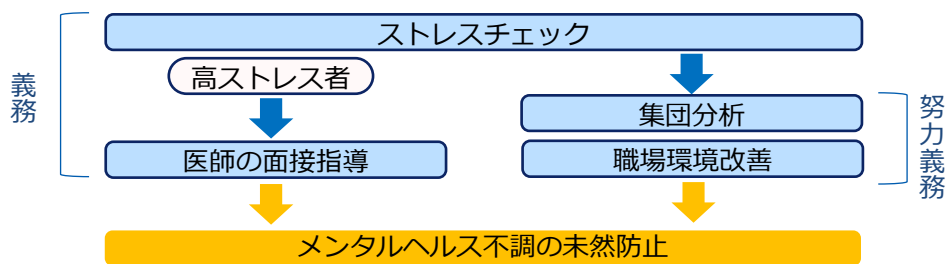 ストレスチェック
義務
高ストレス者
集団分析
努力義務
医師の面接指導
職場環境改善
メンタルヘルス不調の未然防止